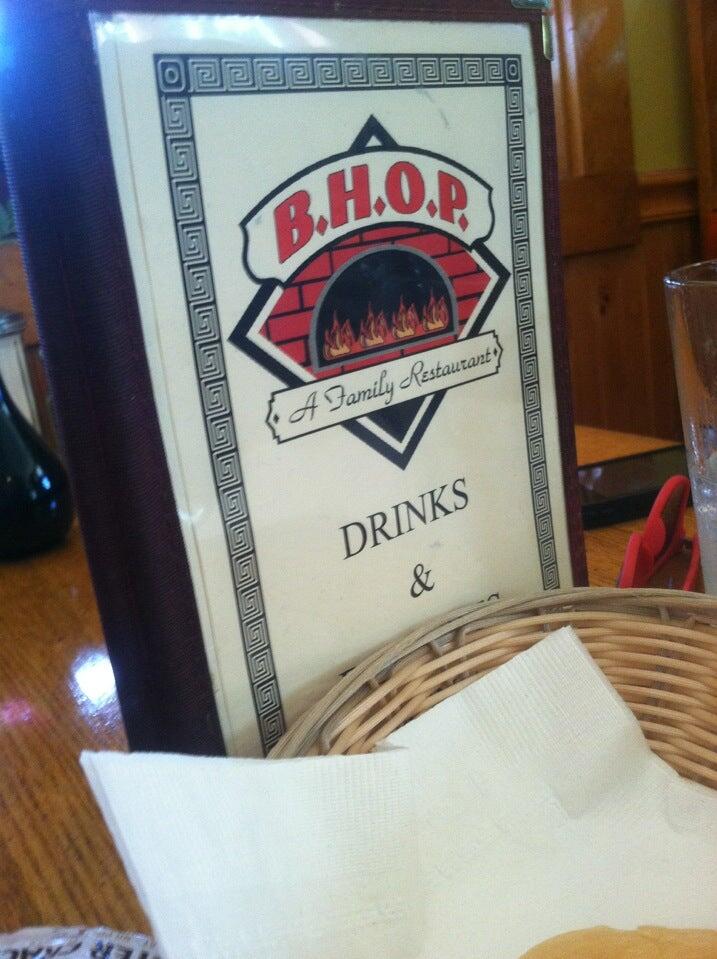 B.H.O.P.
A Family Restaurant
DRINKS
&